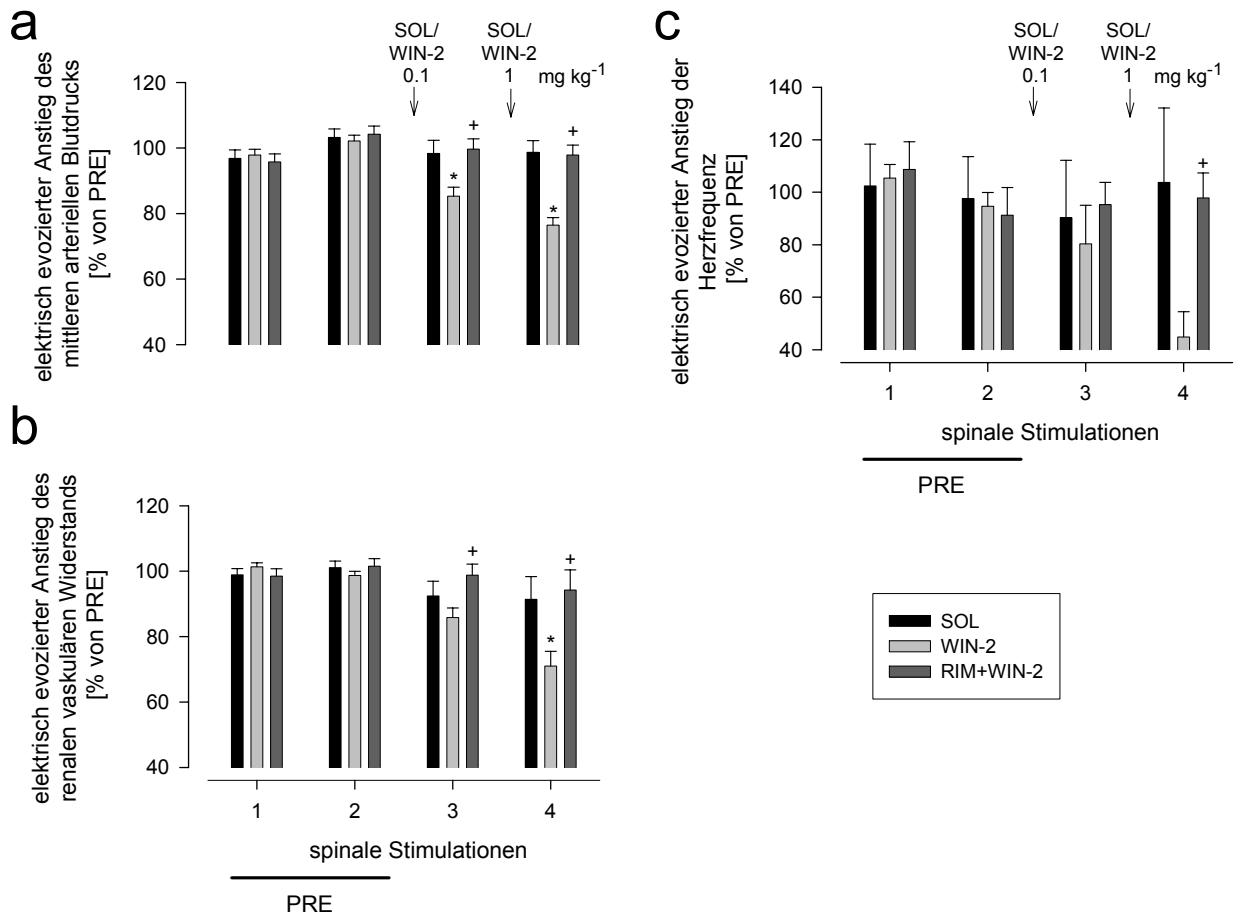 a
SOL/
WIN-2
0.1
SOL/
WIN-2
1
mg kg-1
elektrisch evozierter Anstieg des
mittleren arteriellen Blutdrucks
[% von PRE]
120
100
80
60
40
*
+
*
+
b
elektrisch evozierter Anstieg des
renalen vaskulären Widerstands
[% von PRE]
120
100
80
60
40
+
*
+
1
2
3
4
spinale Stimulationen
PRE
c
SOL/
WIN-2
0.1
SOL/
WIN-2
1
mg kg-1
elektrisch evozierter Anstieg der
Herzfrequenz
[% von PRE]
140
120
100
80
60
40
+
1
2
3
4
spinale Stimulationen
PRE
SOL
WIN-2
RIM+WIN-2